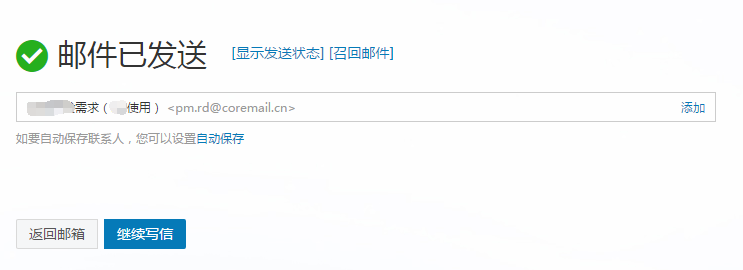 邮件已发送 [显示发送状态] [召回邮件]
需求（ 使用） <pm.rd@coremail.cn> 添加
如要自动保存联系人，您可以设置自动保存
返回邮箱 继续写信